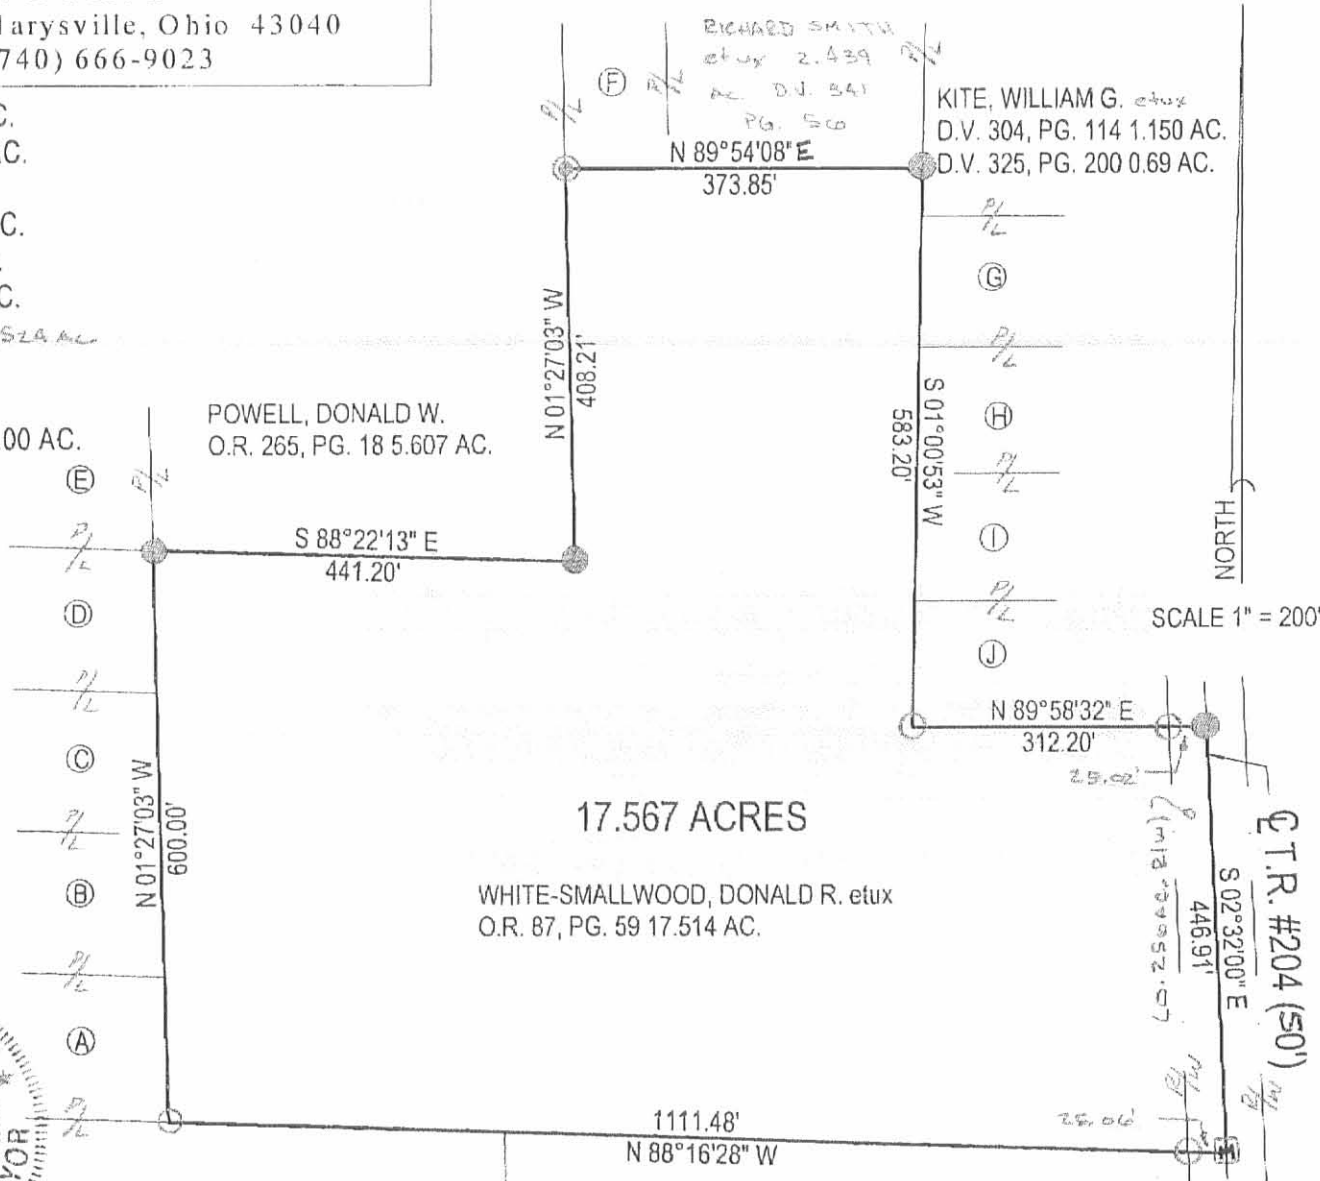 arysville, Ohio 43040
740) 666-9023
C.
AC.
C.
C.
00 AC.
RICHARD SMITH
etux 2.439
AC. D.V. 341
PG. 56
P/L
F
P/L
P/L
KITE, WILLIAM G. etux
D.V. 304, PG. 114 1.150 AC.
D.V. 325, PG. 200 0.69 AC.
N 89°54'08" E
373.85'
P/L
G
P/L
H
P/L
I
P/L
J
N 01°27'03" W
408.21'
S 01°00'53" W
583.20'
NORTH
SCALE 1" = 200'
POWELL, DONALD W.
O.R. 265, PG. 18 5.607 AC.
E
P/L
P/L
D
P/L
C
P/L
B
P/L
A
P/L
S 88°22'13" E
441.20'
N 01°27'03" W
600.00'
N 89°58'32" E
312.20'
25.02'
17.567 ACRES
WHITE-SMALLWOOD, DONALD R. etux
O.R. 87, PG. 59 17.514 AC.
S 02°32'00" E
446.91'
℄ T.R. #204 (50')
R/W
R/W
25.06'
M
1111.48'
N 88°16'28" W
YOR